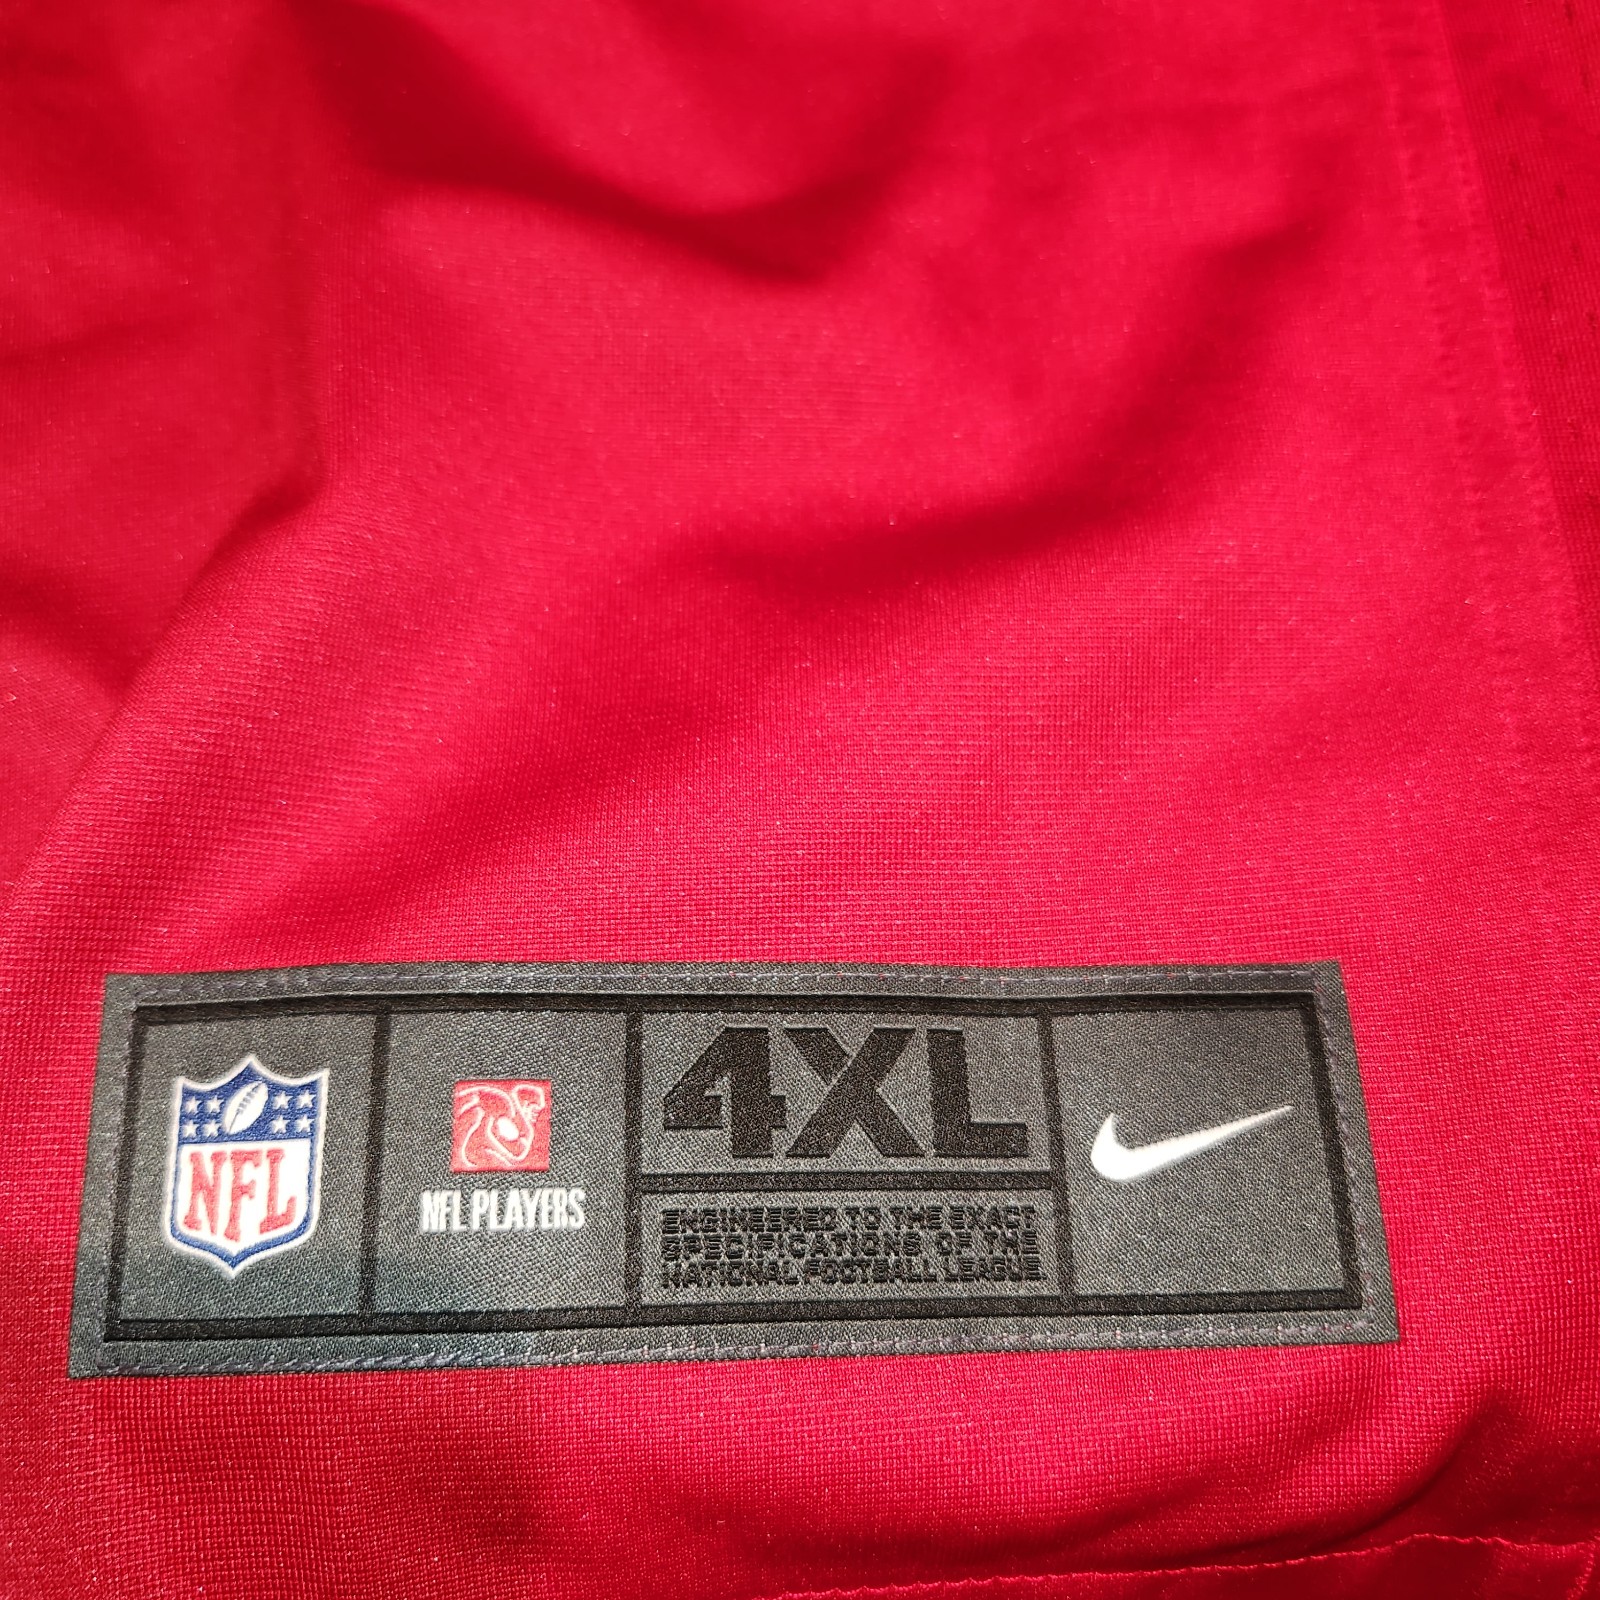 NFL
NFL PLAYERS
4XL
ENGINEERED TO THE EXACT
SPECIFICATIONS OF THE
NATIONAL FOOTBALL LEAGUE